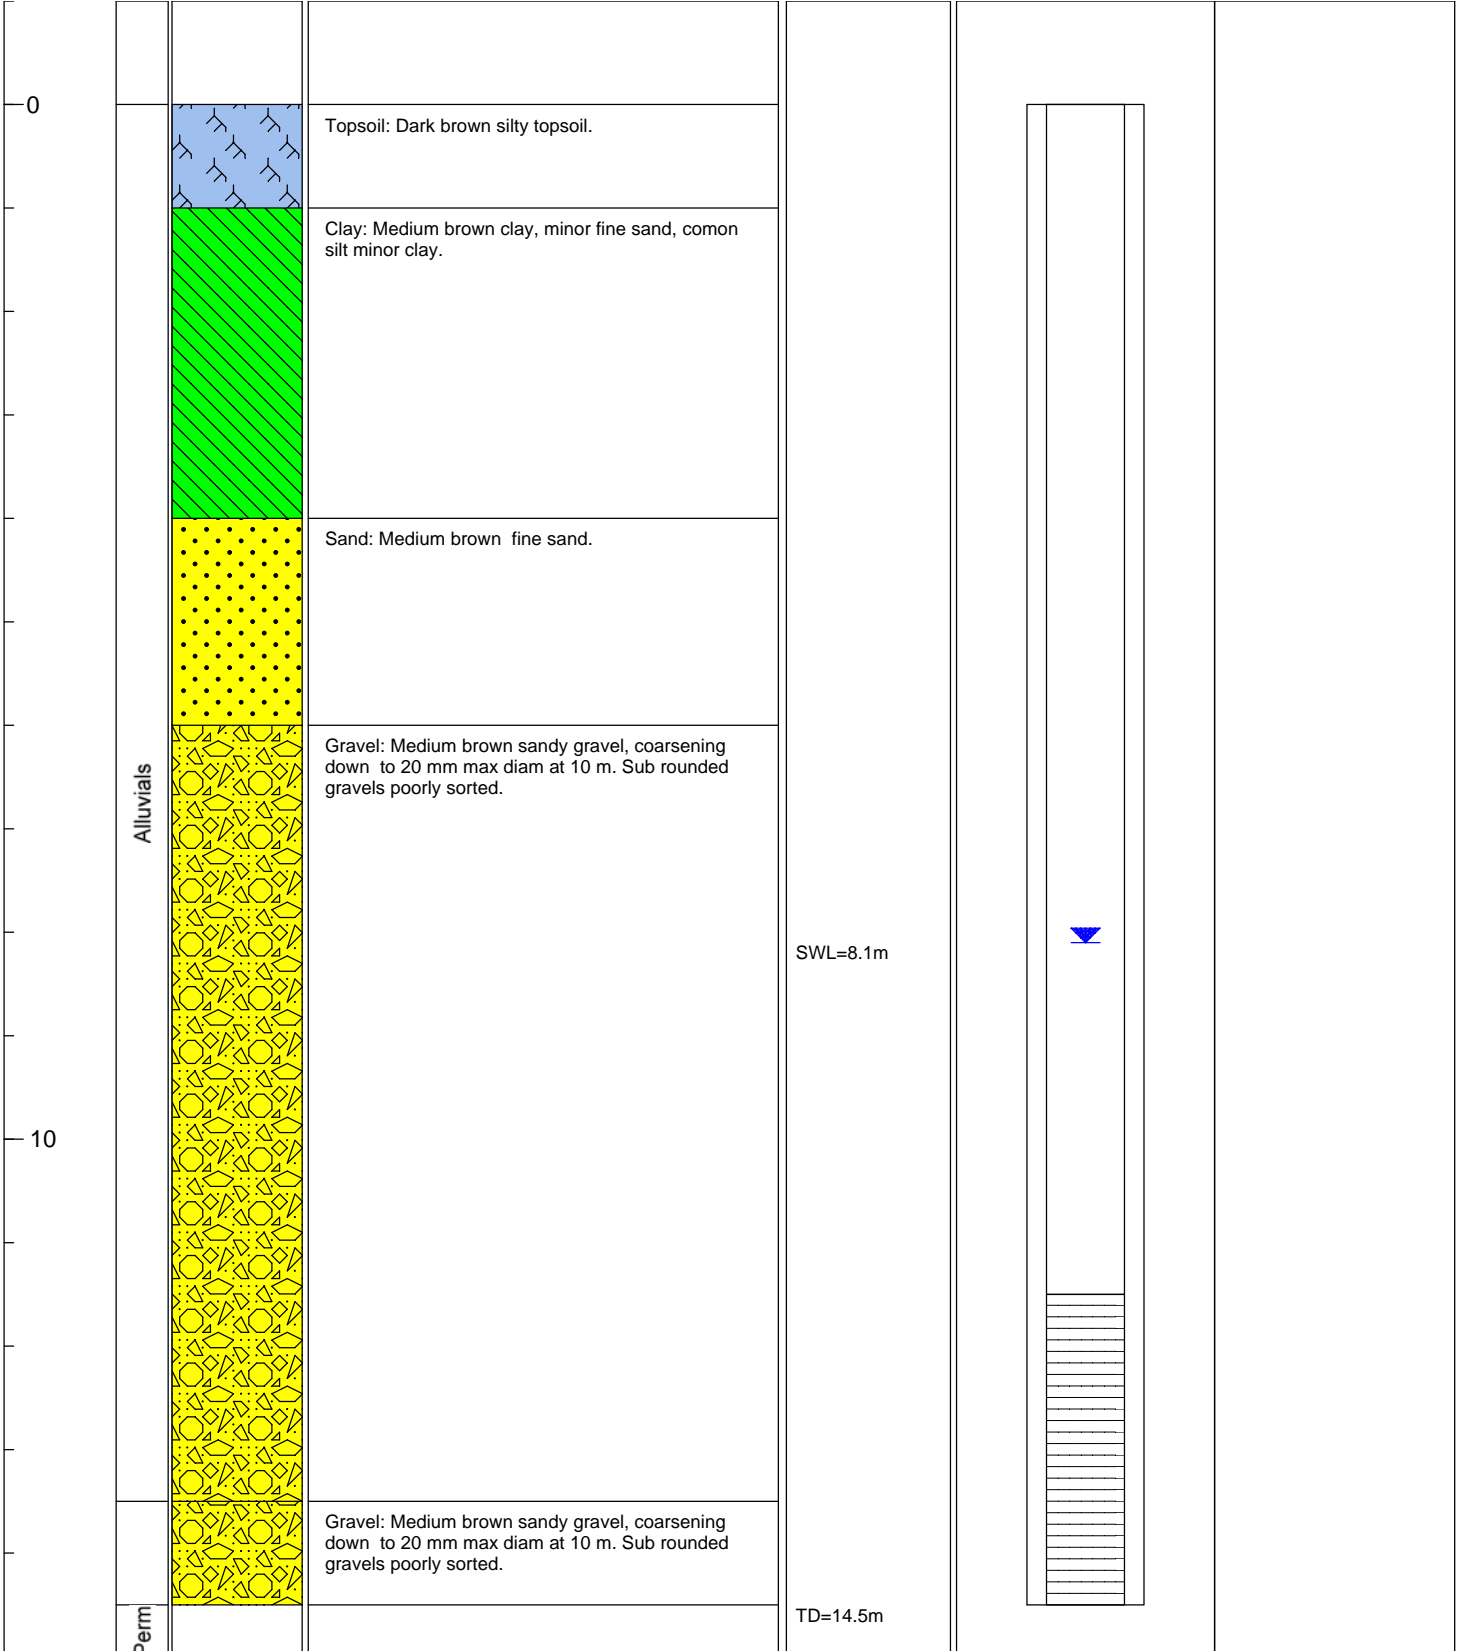 0
Topsoil: Dark brown silty topsoil.
Clay: Medium brown clay, minor fine sand, comon
silt minor clay.
Sand: Medium brown  fine sand.
Gravel: Medium brown sandy gravel, coarsening
down  to 20 mm max diam at 10 m. Sub rounded
gravels poorly sorted.
Alluvials
SWL=8.1m
10
Gravel: Medium brown sandy gravel, coarsening
down  to 20 mm max diam at 10 m. Sub rounded
gravels poorly sorted.
Perm
TD=14.5m